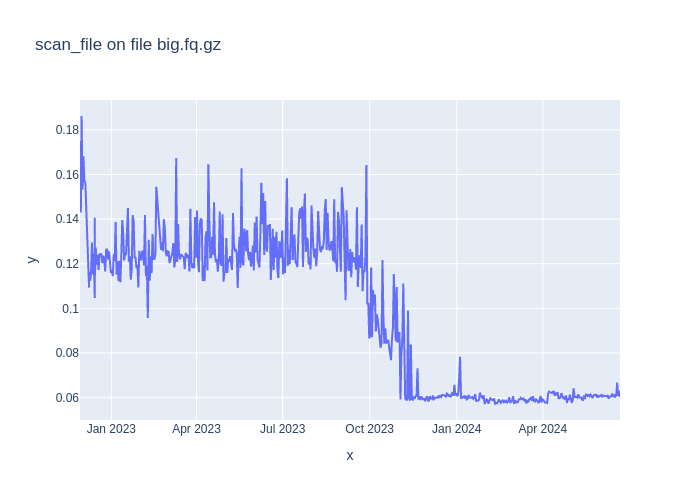 scan_file on file big.fq.gz
0.18
0.16
0.14
0.12
0.1
0.08
0.06
y
Jan 2023
Apr 2023
Jul 2023
Oct 2023
Jan 2024
Apr 2024
x